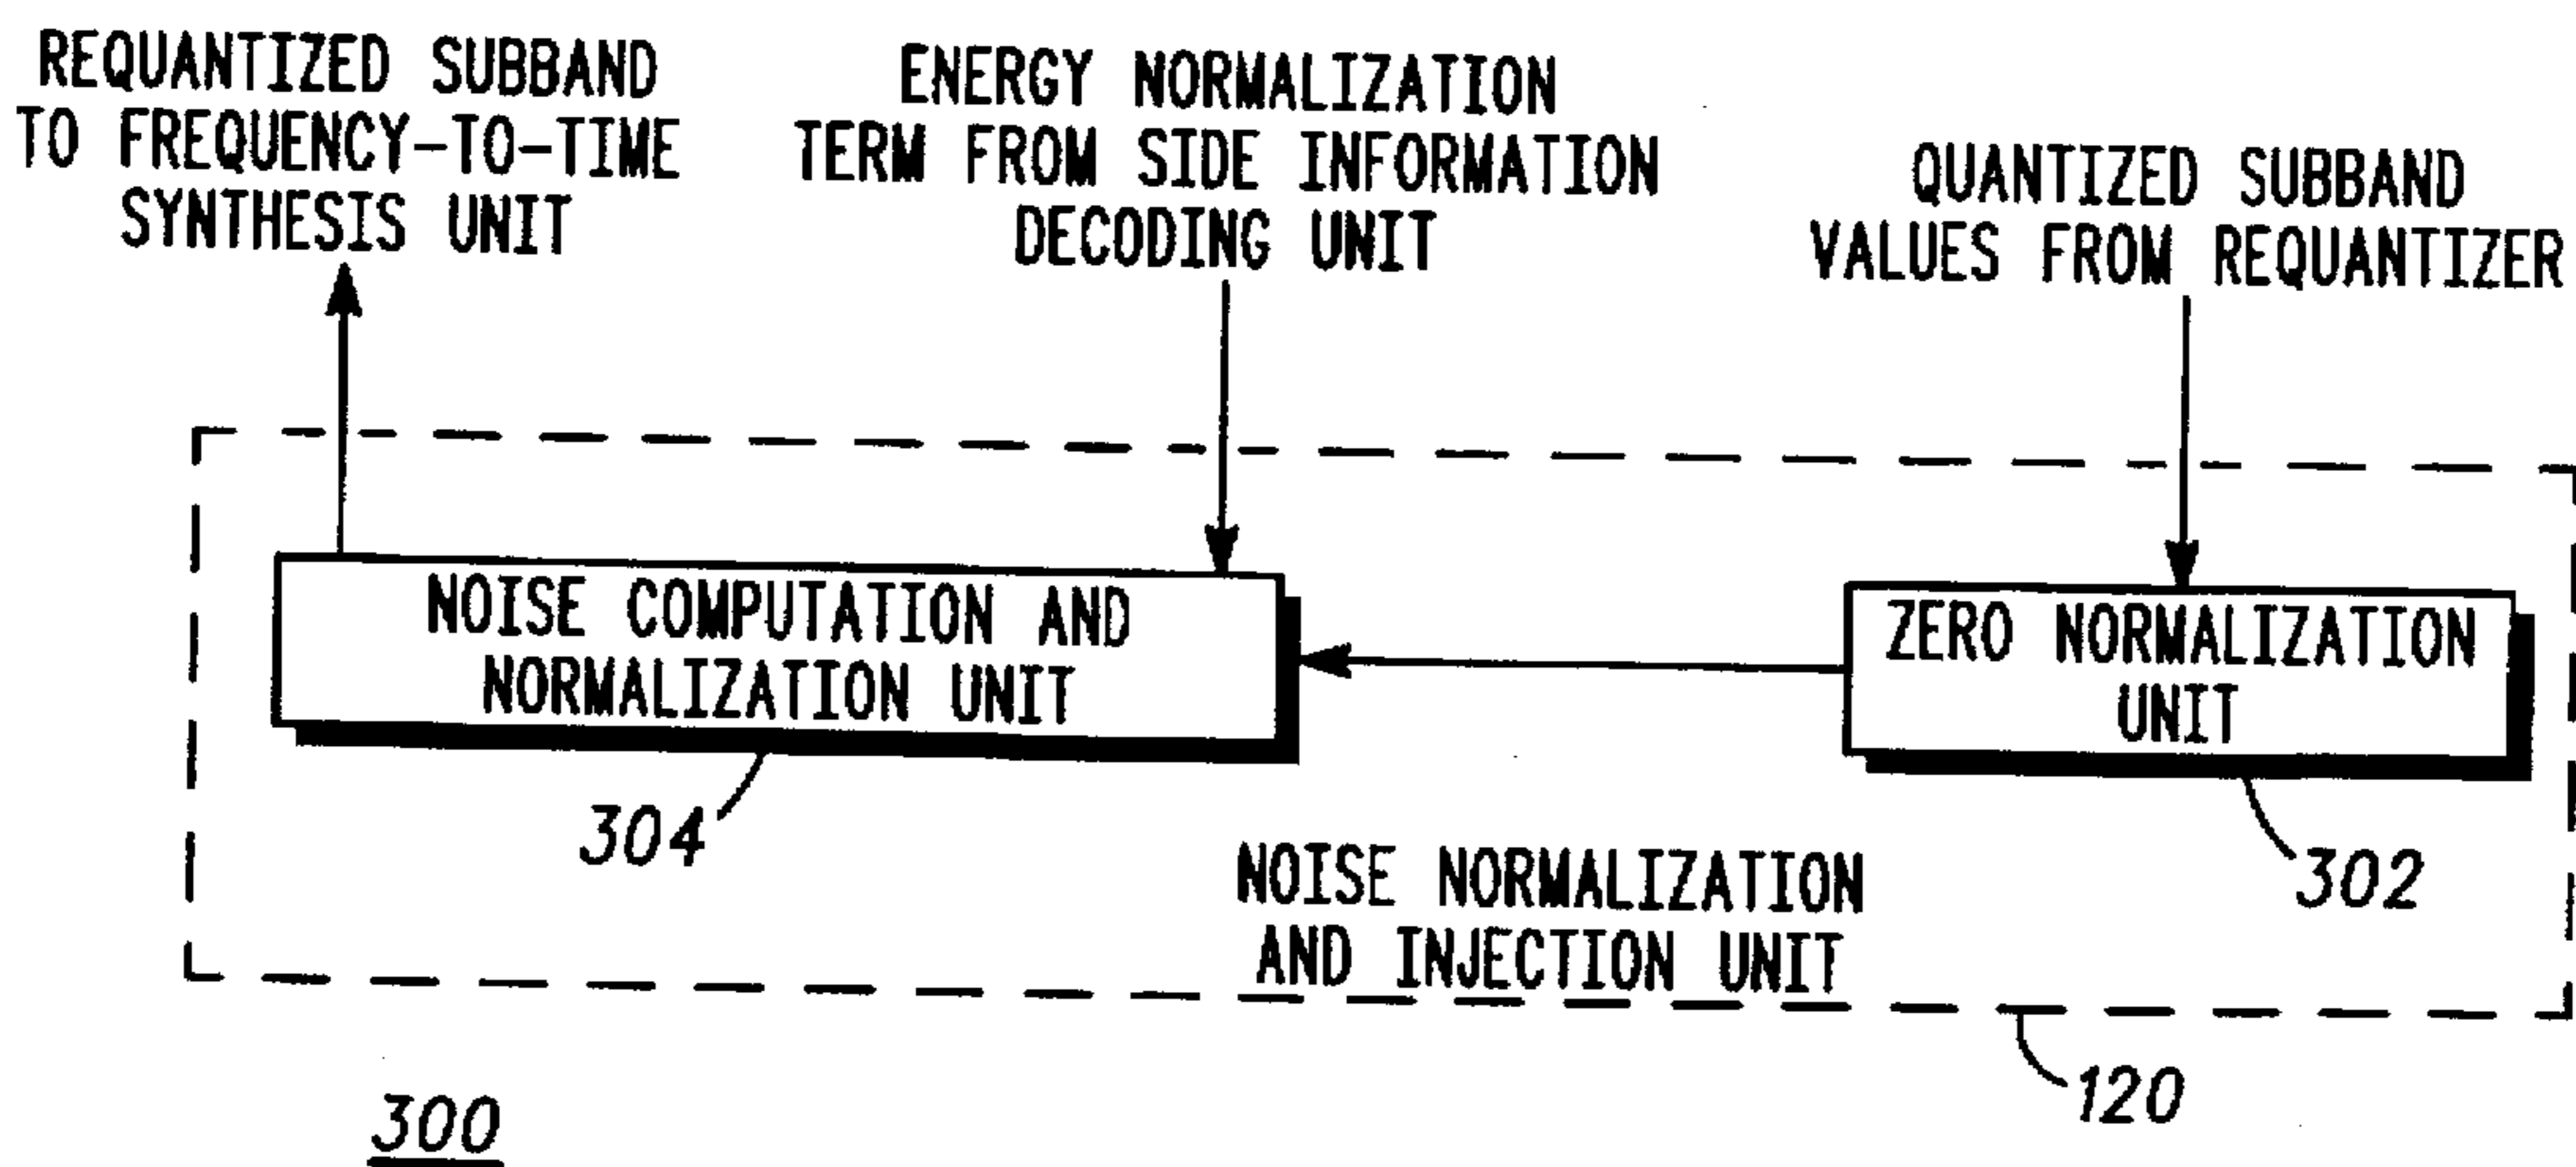 REQUANTIZED SUBBAND
TO FREQUENCY-TO-TIME
SYNTHESIS UNIT
ENERGY NORMALIZATION
TERM FROM SIDE INFORMATION
DECODING UNIT
QUANTIZED SUBBAND
VALUES FROM REQUANTIZER
NOISE COMPUTATION AND
NORMALIZATION UNIT
ZERO NORMALIZATION
UNIT
304
302
NOISE NORMALIZATION
AND INJECTION UNIT
120
300